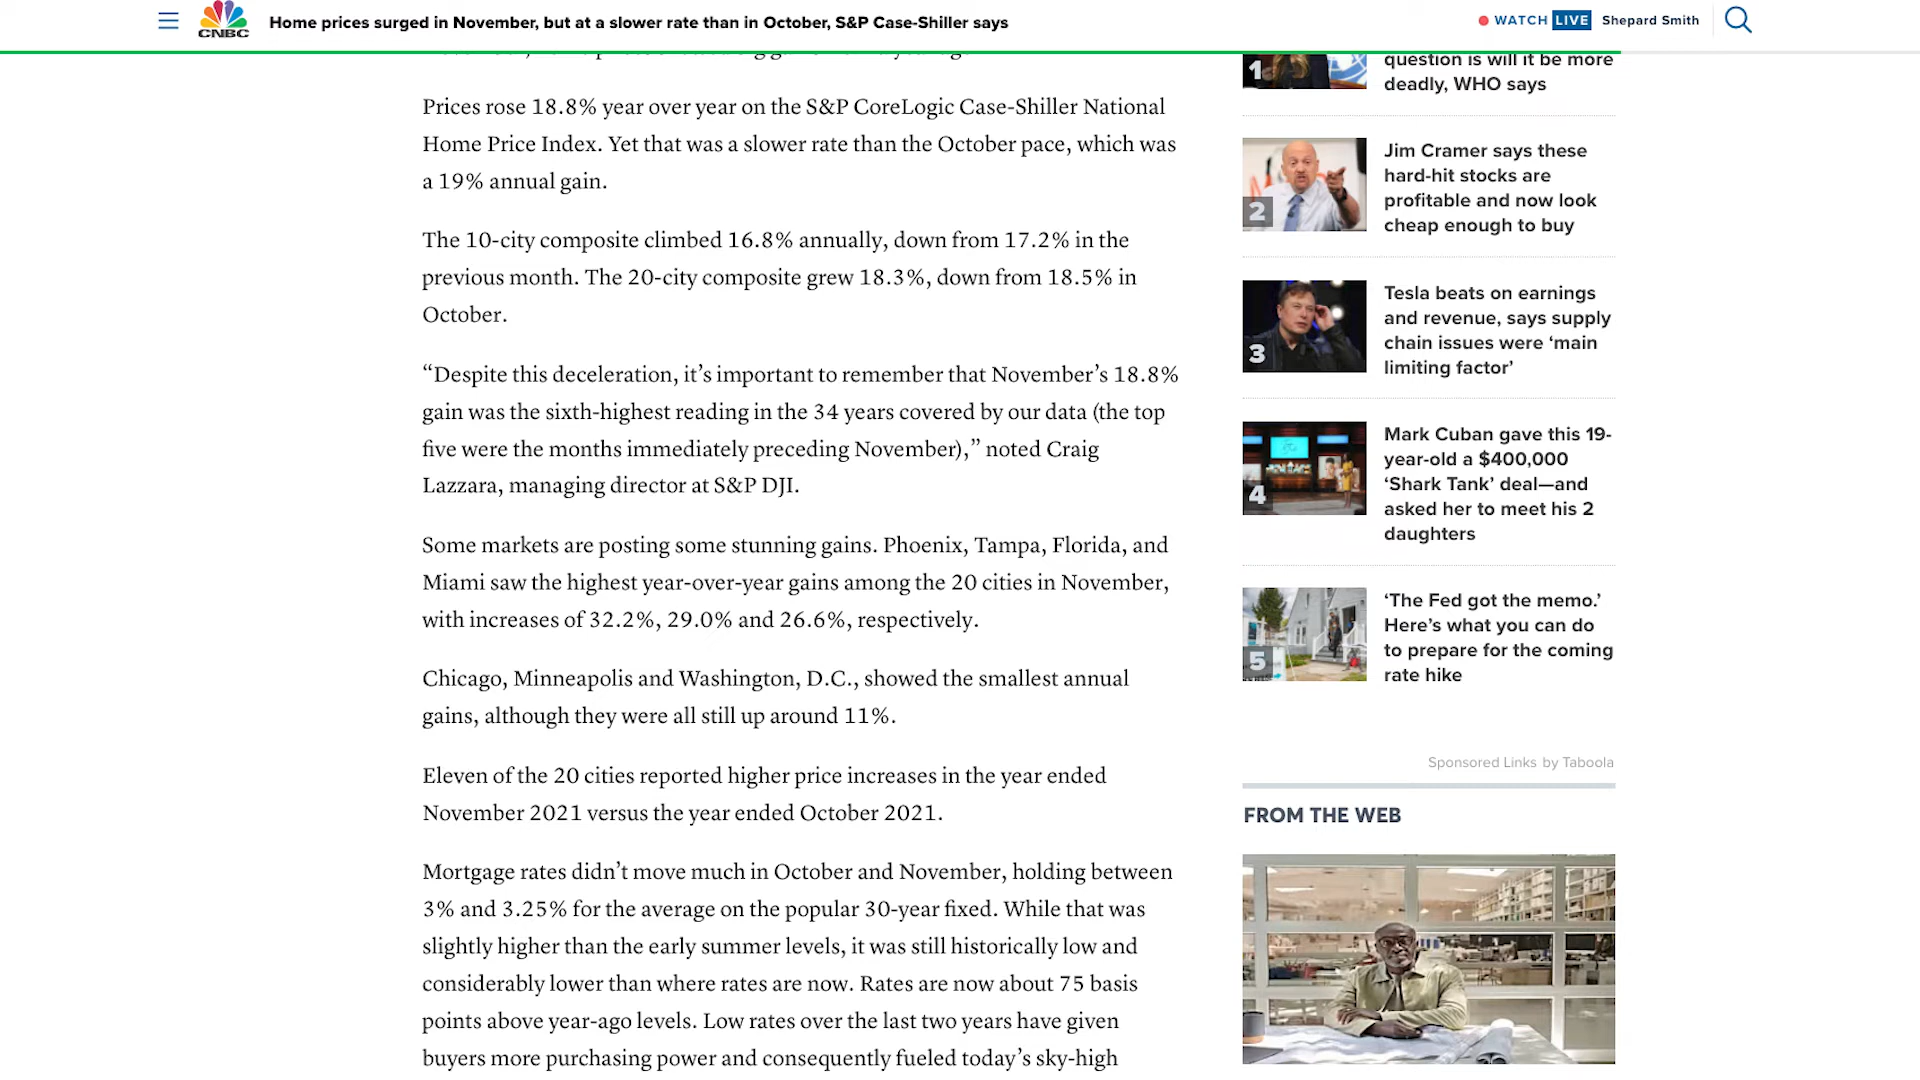 CNBC
Home prices surged in November, but at a slower rate than in October, S&P Case-Shiller says
WATCH LIVE Shepard Smith
Prices rose 18.8% year over year on the S&P CoreLogic Case-Shiller National
Home Price Index. Yet that was a slower rate than the October pace, which was
a 19% annual gain.
The 10-city composite climbed 16.8% annually, down from 17.2% in the
previous month. The 20-city composite grew 18.3%, down from 18.5% in
October.
“Despite this deceleration, it’s important to remember that November’s 18.8%
gain was the sixth-highest reading in the 34 years covered by our data (the top
five were the months immediately preceding November),” noted Craig
Lazzara, managing director at S&P DJI.
Some markets are posting some stunning gains. Phoenix, Tampa, Florida, and
Miami saw the highest year-over-year gains among the 20 cities in November,
with increases of 32.2%, 29.0% and 26.6%, respectively.
Chicago, Minneapolis and Washington, D.C., showed the smallest annual
gains, although they were all still up around 11%.
Eleven of the 20 cities reported higher price increases in the year ended
November 2021 versus the year ended October 2021.
Mortgage rates didn’t move much in October and November, holding between
3% and 3.25% for the average on the popular 30-year fixed. While that was
slightly higher than the early summer levels, it was still historically low and
considerably lower than where rates are now. Rates are now about 75 basis
points above year-ago levels. Low rates over the last two years have given
buyers more purchasing power and consequently fueled today’s sky-high
1
question is will it be more
deadly, WHO says
2
Jim Cramer says these
hard-hit stocks are
profitable and now look
cheap enough to buy
3
Tesla beats on earnings
and revenue, says supply
chain issues were ‘main
limiting factor’
4
Mark Cuban gave this 19-
year-old a $400,000
‘Shark Tank’ deal—and
asked her to meet his 2
daughters
5
‘The Fed got the memo.’
Here’s what you can do
to prepare for the coming
rate hike
Sponsored Links by Taboola
FROM THE WEB